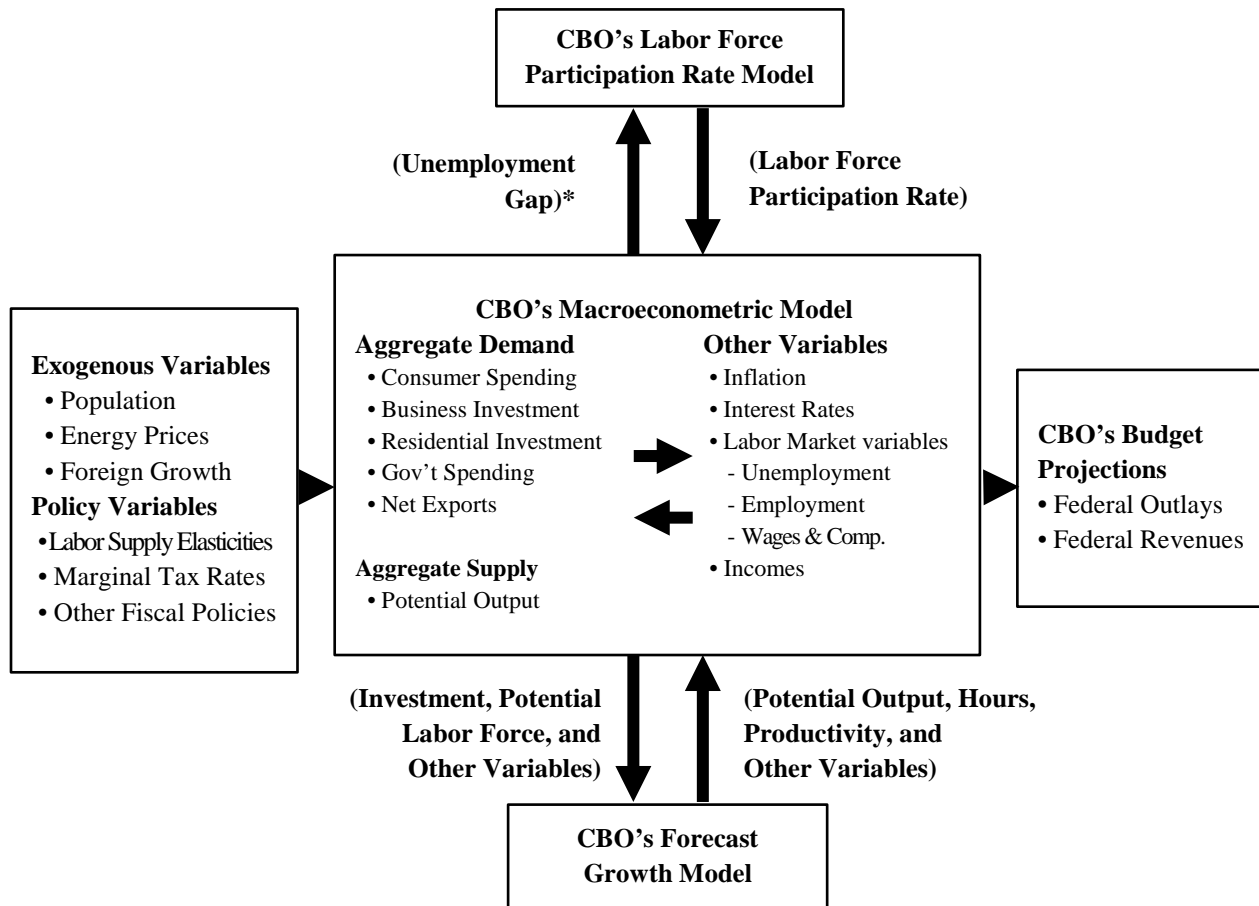 CBO’s Labor Force
Participation Rate Model
(Unemployment
Gap)*
(Labor Force
Participation Rate)
Exogenous Variables
• Population
• Energy Prices
• Foreign Growth
Policy Variables
•Labor Supply Elasticities
• Marginal Tax Rates
• Other Fiscal Policies
CBO’s Macroeconometric Model
Aggregate Demand
• Consumer Spending
• Business Investment
• Residential Investment
• Gov’t Spending
• Net Exports
Aggregate Supply
• Potential Output
Other Variables
• Inflation
• Interest Rates
• Labor Market variables
- Unemployment
- Employment
- Wages & Comp.
• Incomes
CBO’s Budget
Projections
• Federal Outlays
• Federal Revenues
(Investment, Potential
Labor Force, and
Other Variables)
(Potential Output, Hours,
Productivity, and
Other Variables)
CBO’s Forecast
Growth Model